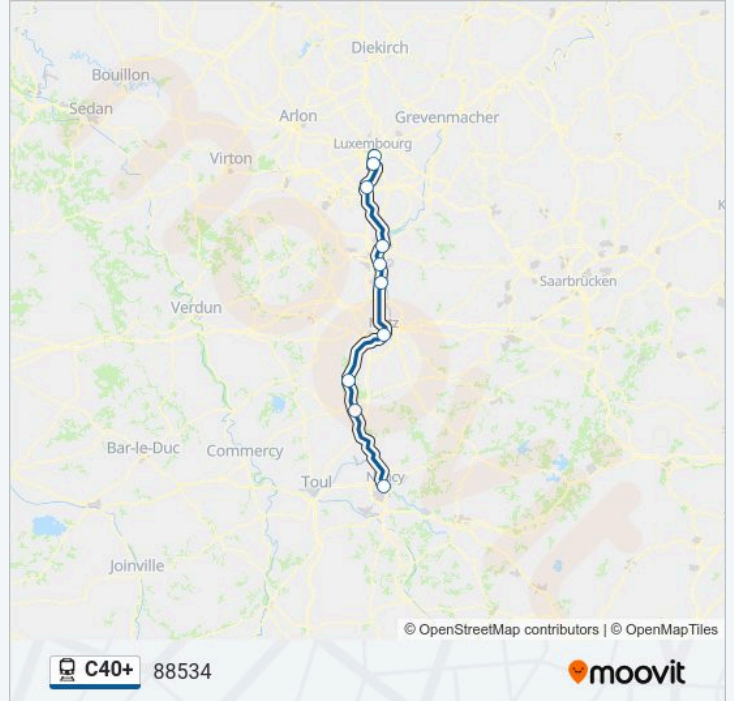 Diekirch
Bouillon
Sedan
Arlon
Grevenmacher
Luxembourg
Virton
K
Saarbrücken
Verdun
Bar-le-Duc
Commercy
Toul
Joinville
© OpenStreetMap contributors | © OpenMapTiles
C40+ 88534
moovit